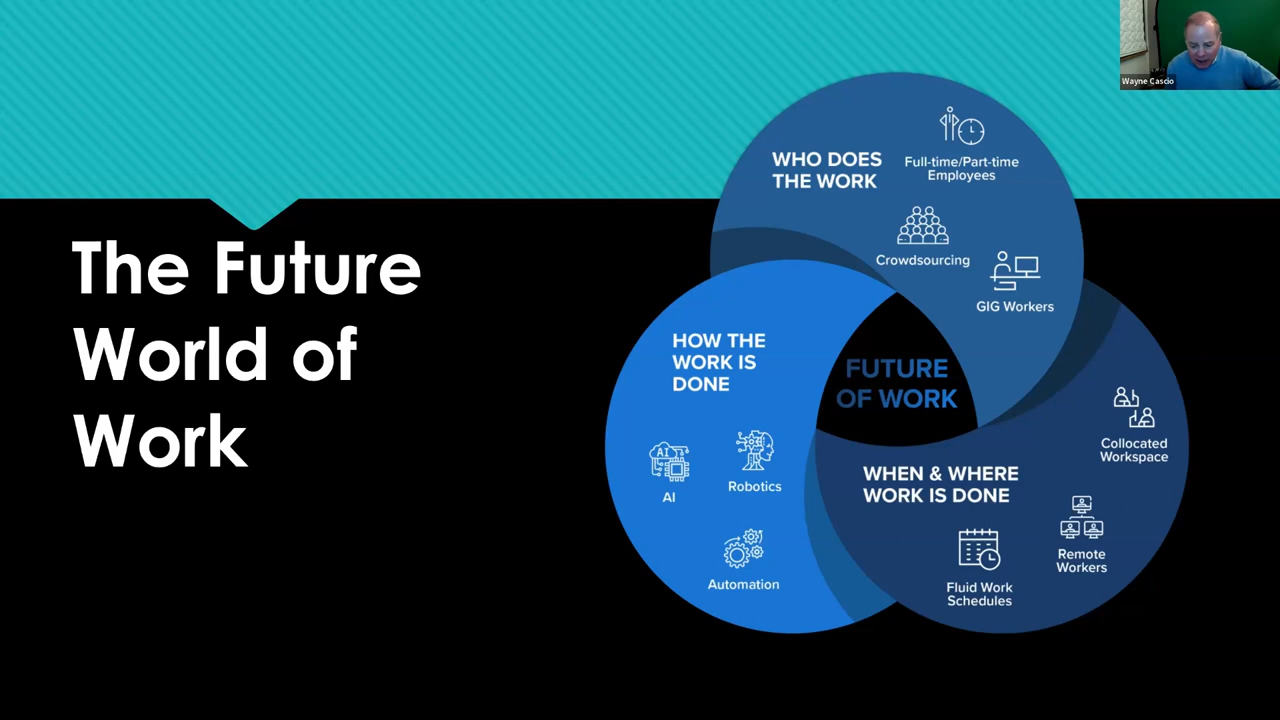 Wayne Cascio
The Future
World of
Work
WHO DOES
THE WORK
Full-time/Part-time
Employees
Crowdsourcing
GIG Workers
HOW THE
WORK IS
DONE
AI
AI
Robotics
Automation
FUTURE
OF WORK
WHEN & WHERE
WORK IS DONE
Collocated
Workspace
Remote
Workers
Fluid Work
Schedules